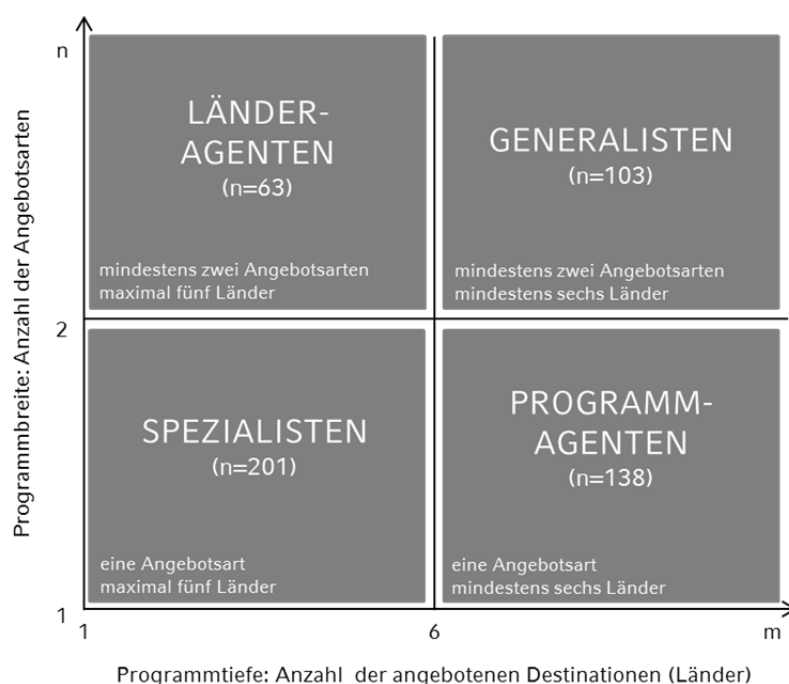 n
LÄNDER-
AGENTEN
(n=63)
mindestens zwei Angebotsarten
maximal fünf Länder
GENERALISTEN
(n=103)
mindestens zwei Angebotsarten
mindestens sechs Länder
Programmbreite: Anzahl der Angebotsarten
2
SPEZIALISTEN
(n=201)
eine Angebotsart
maximal fünf Länder
PROGRAMM-
AGENTEN
(n=138)
eine Angebotsart
mindestens sechs Länder
1
1
6
m
Programmtiefe: Anzahl der angebotenen Destinationen (Länder)